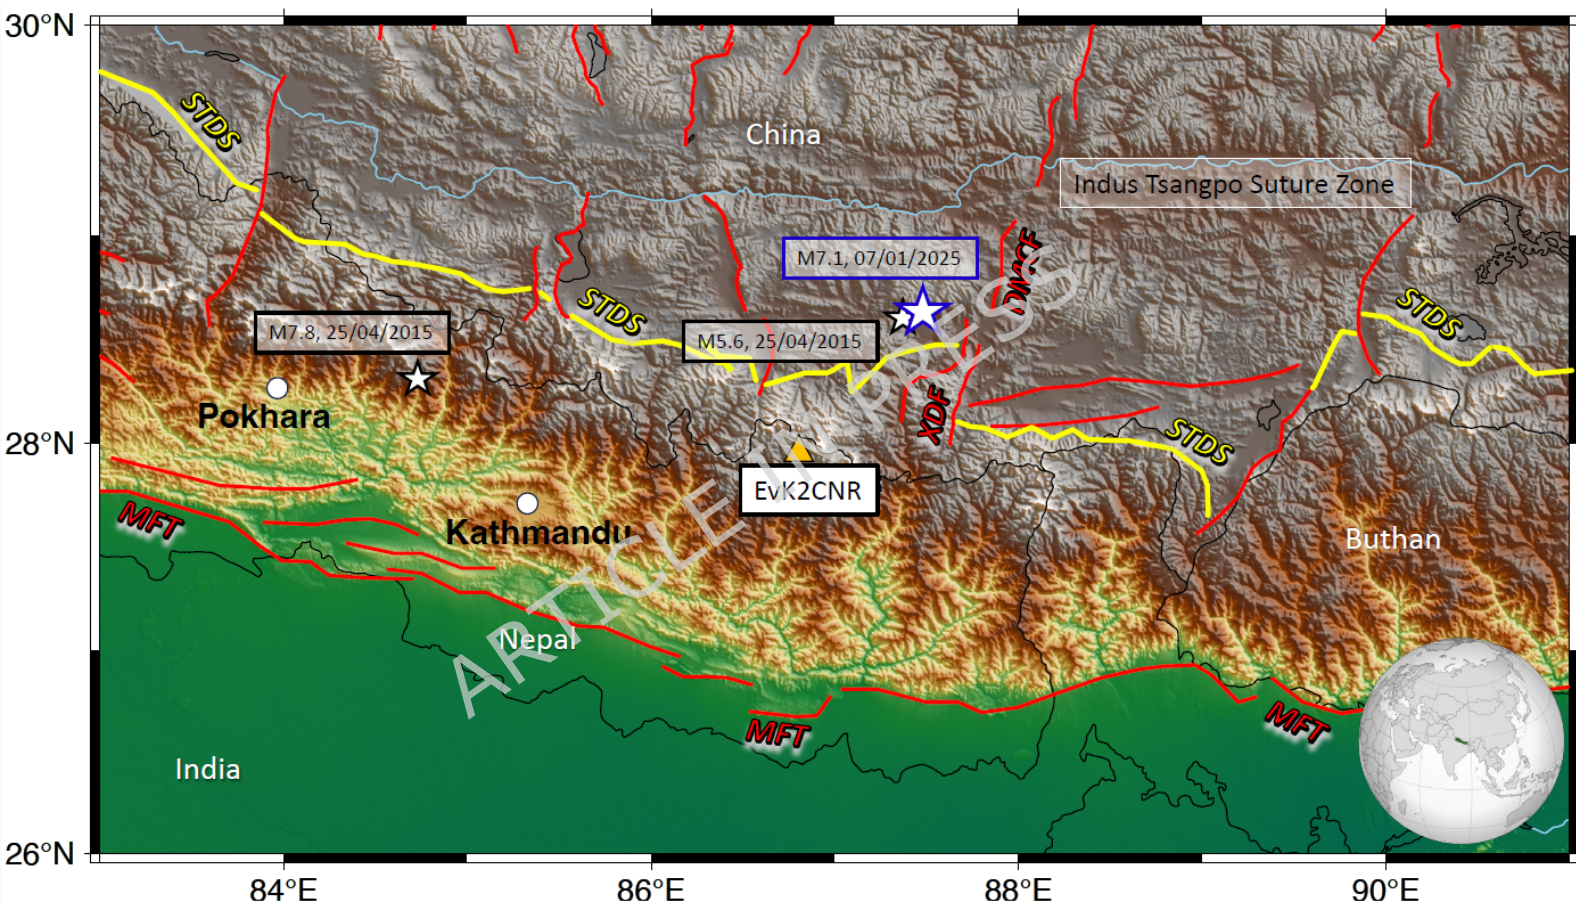 30°N
STDS
China
Indus Tsangpo Suture Zone
M7.1, 07/01/2025
DMCF
STDS
STDS
M7.8, 25/04/2015
M5.6, 25/04/2015
Pokhara
XDF
28°N
STDS
EvK2CNR
MFT
Kathmandu
Buthan
ARTICLE IN PRESS
Nepal
MFT
MFT
India
26°N
84°E
86°E
88°E
90°E